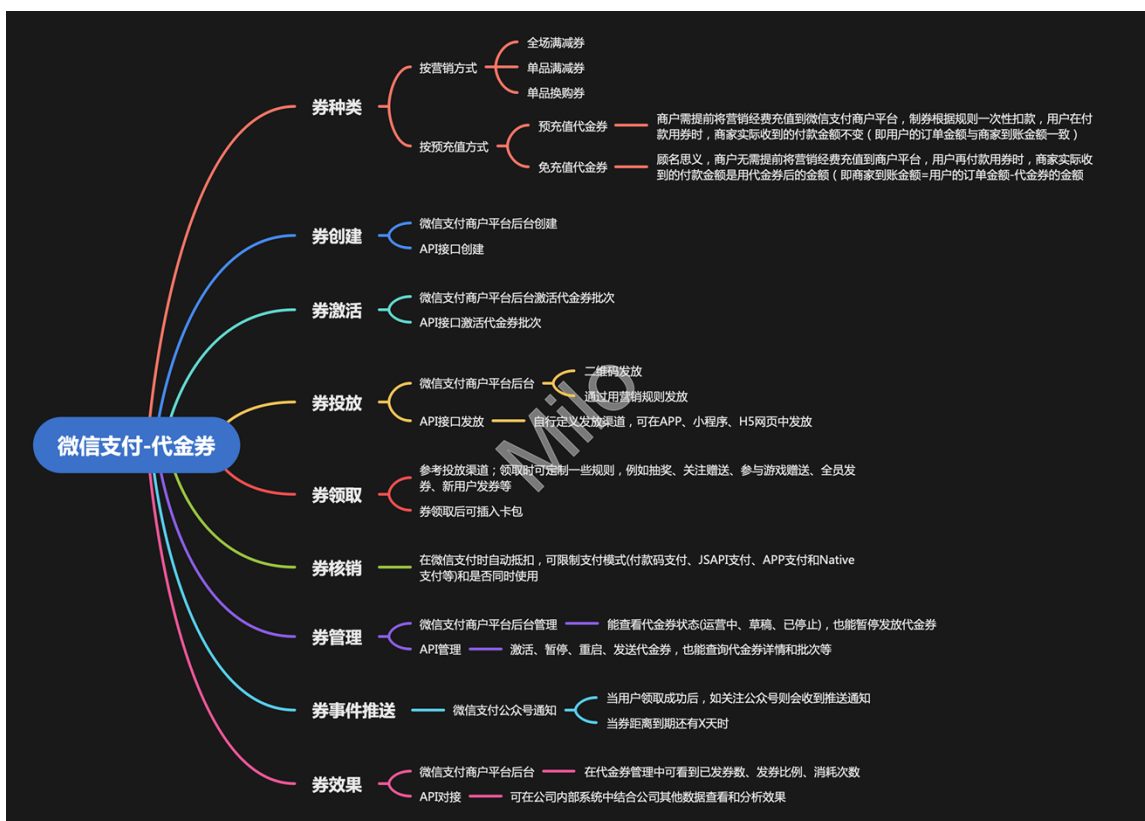 微信支付-代金券
券种类
按营销方式
全场满减券
单品满减券
单品换购券
按预充值方式
预充值代金券
商户需提前将营销经费充值到微信支付商户平台，制券根据规则一次性扣款，用户在付
款用券时，商家实际收到的付款金额不变（即用户的订单金额与商家到账金额一致）
免充值代金券
顾名思义，商户无需提前将营销经费充值到商户平台，用户再付款用券时，商家实际收
到的付款金额是用代金券后的金额（即商家到账金额=用户的订单金额-代金券的金额
券创建
微信支付商户平台后台创建
API接口创建
券激活
微信支付商户平台后台激活代金券批次
API接口激活代金券批次
券投放
微信支付商户平台后台
二维码发放
通过用营销规则发放
API接口发放
自行定义发放渠道，可在APP、小程序、H5网页中发放
券领取
参考投放渠道；领取时可定制一些规则，例如抽奖、关注赠送、参与游戏赠送、全员发
券、新用户发券等
券领取后可插入卡包
券核销
在微信支付时自动抵扣，可限制支付模式(付款码支付、JSAPI支付、APP支付和Native
支付等)和是否同时使用
券管理
微信支付商户平台后台管理
能查看代金券状态(运营中、草稿、已停止)，也能暂停发放代金券
API管理
激活、暂停、重启、发送代金券，也能查询代金券详情和批次等
券事件推送
微信支付公众号通知
当用户领取成功后，如关注公众号则会收到推送通知
当券距离到期还有X天时
券效果
微信支付商户平台后台
在代金券管理中可看到已发券数、发券比例、消耗次数
API对接
可在公司内部系统中结合公司其他数据查看和分析效果
Milo